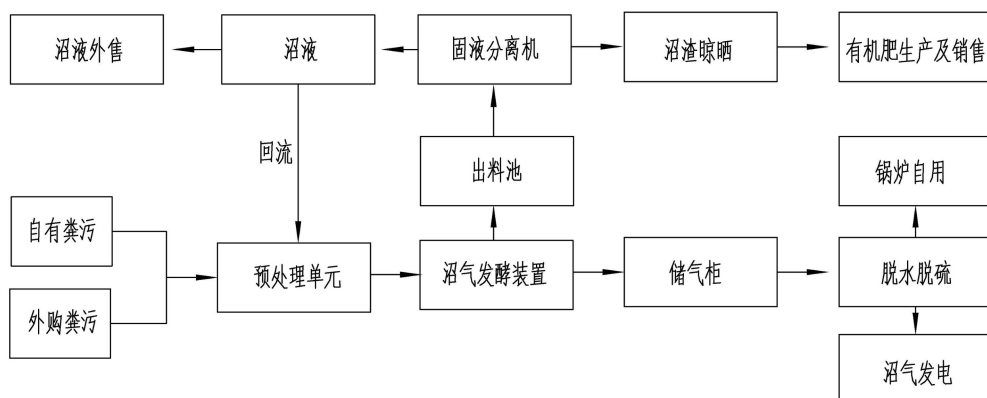 沼液外售
沼液
固液分离机
沼渣晾晒
有机肥生产及销售
回流
出料池
锅炉自用
自有粪污
预处理单元
沼气发酵装置
储气柜
脱水脱硫
外购粪污
沼气发电